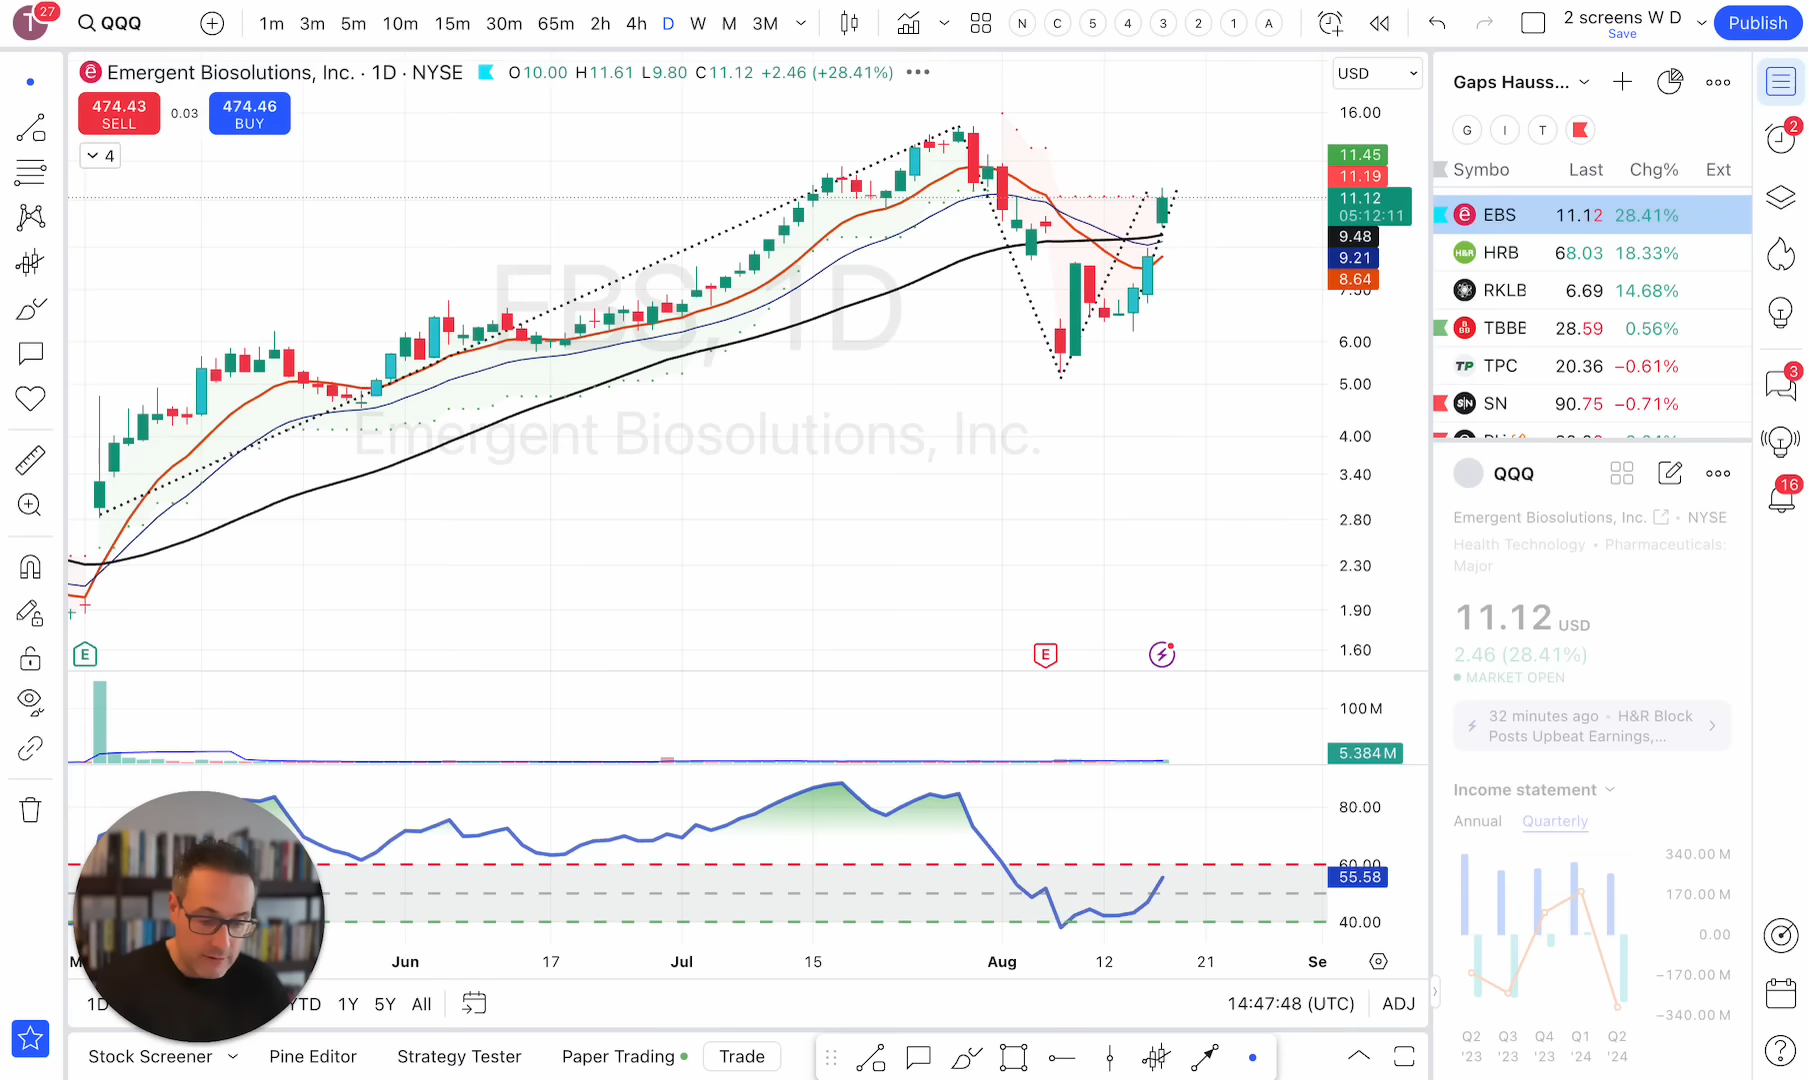 T 27 QQQ 1m 3m 5m 10m 15m 30m 65m 2h 4h D W M 3M N C 5 4 3 2 1 A 2 screens W D Save Publish
Emergent Biosolutions, Inc. · 1D · NYSE O10.00 H11.61 L9.80 C11.12 +2.46 (+28.41%)
474.43 SELL 0.03 474.46 BUY
4
EBS, 1D
Emergent Biosolutions, Inc.
USD
16.00
11.45
11.19
11.12
05:12:11
9.48
9.21
8.64
6.00
5.00
4.00
3.40
2.80
2.30
1.90
1.60
E E
100M
5.384M
80.00
60.00
55.58
40.00
Jun 17 Jul 15 Aug 12 21 Se
YTD 1Y 5Y All 14:47:48 (UTC) ADJ
Stock Screener Pine Editor Strategy Tester Paper Trading Trade
Gaps Hauss...
G I T
Symbo Last Chg% Ext
EBS 11.12 28.41%
H&R HRB 68.03 18.33%
RKLB 6.69 14.68%
TBBE 28.59 0.56%
TP TPC 20.36 −0.61%
S|N SN 90.75 −0.71%
QQQ
Emergent Biosolutions, Inc. • NYSE
Health Technology • Pharmaceuticals:
Major
11.12 USD
2.46 (28.41%)
MARKET OPEN
32 minutes ago • H&R Block
Posts Upbeat Earnings,...
Income statement
Annual Quarterly
340.00M
170.00M
0.00
−170.00M
−340.00M
Q2 Q3 Q4 Q1 Q2
'23 '23 '23 '24 '24
2
3
16